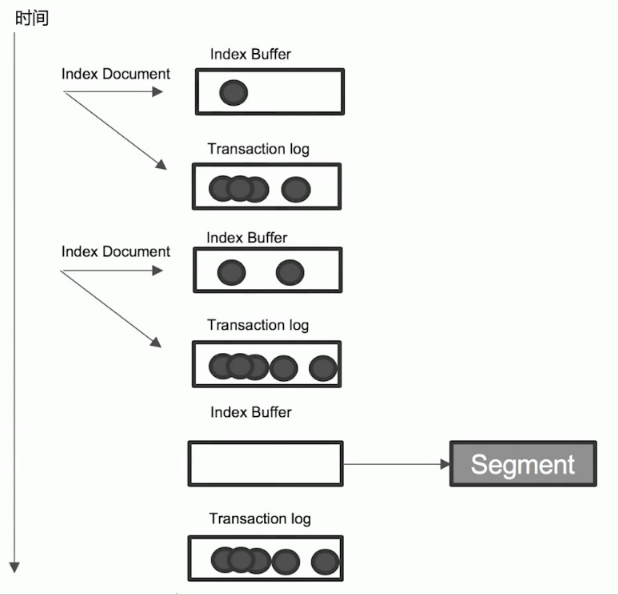 时间
Index Buffer
Index Document
Transaction log
Index Buffer
Index Document
Transaction log
Index Buffer
Segment
Transaction log